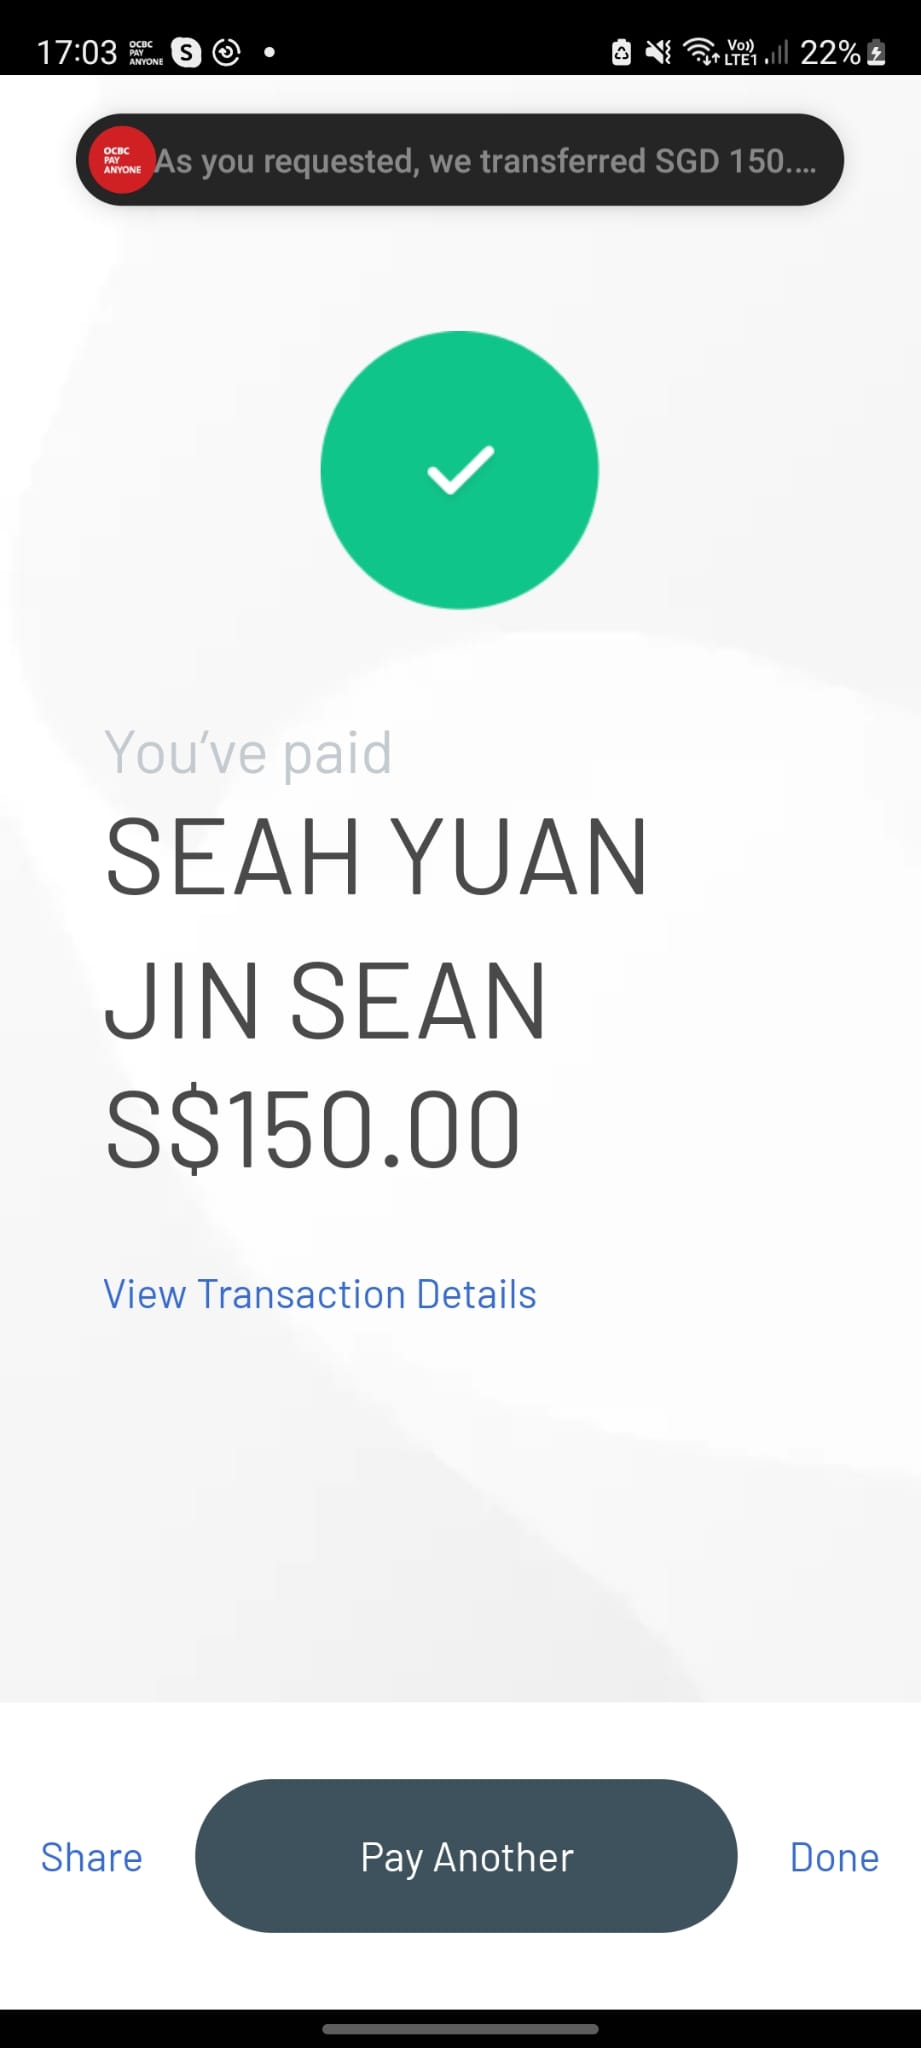 17:03 OCBC PAY ANYONE S Vo)) LTE1 22%
OCBC PAY ANYONE As you requested, we transferred SGD 150....
You've paid
SEAH YUAN
JIN SEAN
S$150.00
View Transaction Details
Share Pay Another Done